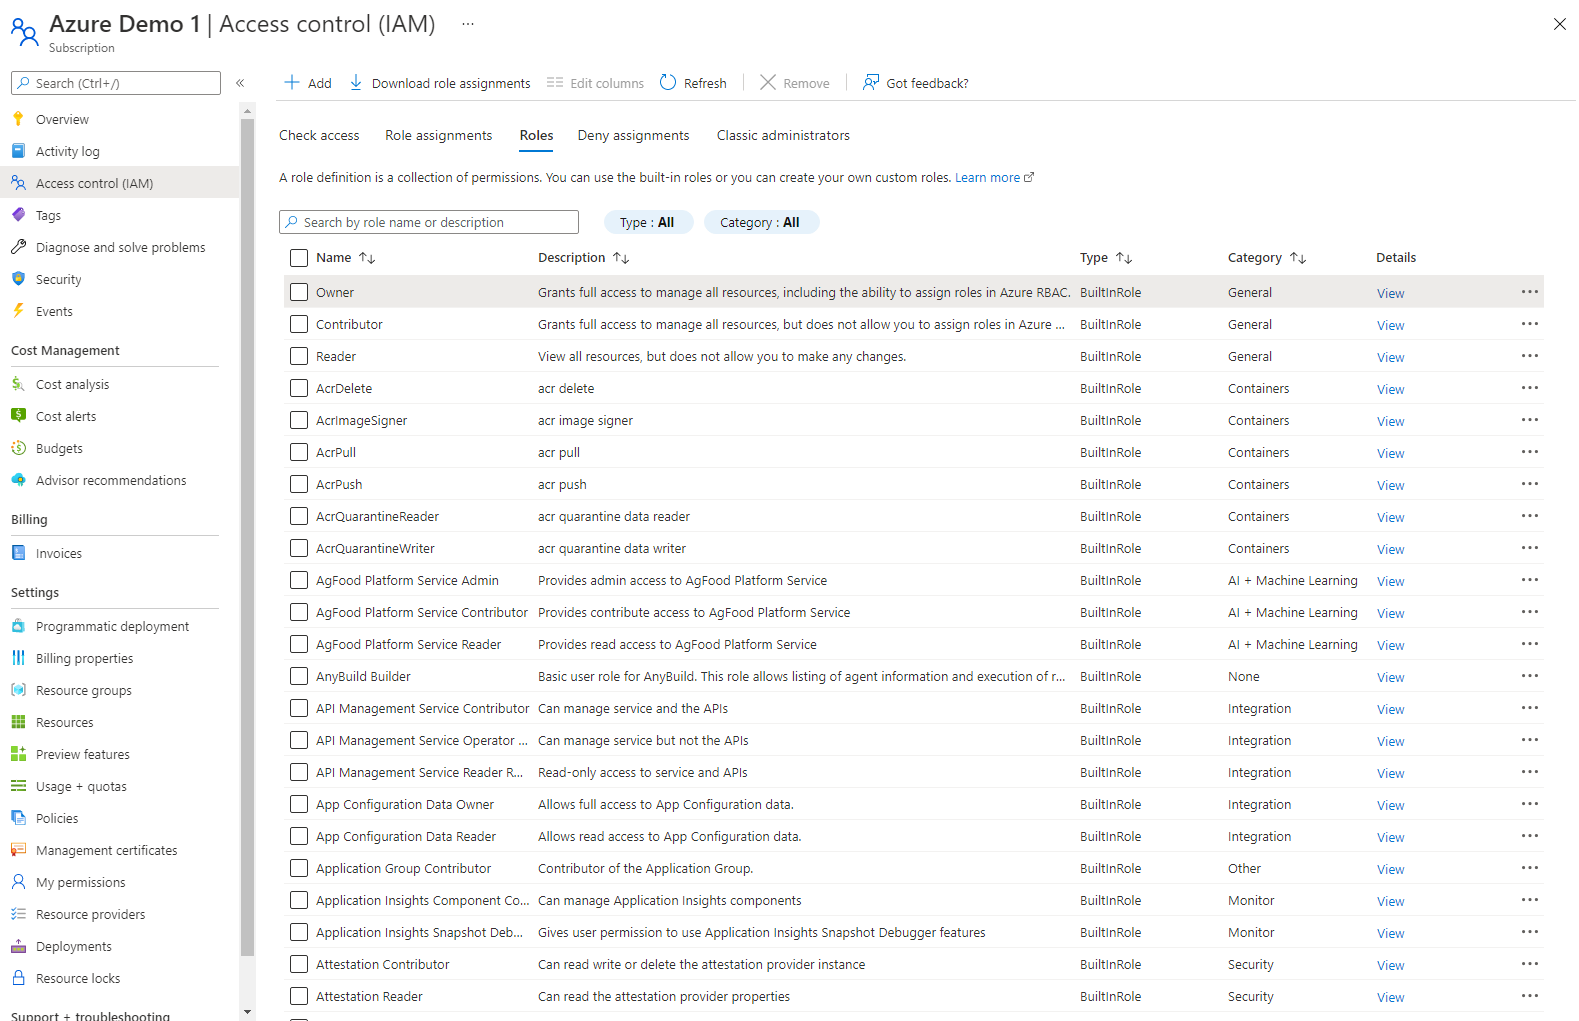 Azure Demo 1 | Access control (IAM) ...
Subscription
Search (Ctrl+/) «
Overview
Activity log
Access control (IAM)
Tags
Diagnose and solve problems
Security
Events
Cost Management
Cost analysis
Cost alerts
Budgets
Advisor recommendations
Billing
Invoices
Settings
Programmatic deployment
Billing properties
Resource groups
Resources
Preview features
Usage + quotas
Policies
Management certificates
My permissions
Resource providers
Deployments
Resource locks
Support + troubleshooting
Add Download role assignments Edit columns Refresh Remove Got feedback?
Check access Role assignments Roles Deny assignments Classic administrators
A role definition is a collection of permissions. You can use the built-in roles or you can create your own custom roles. Learn more
Search by role name or description Type : All Category : All
Name Description Type Category Details
Owner Grants full access to manage all resources, including the ability to assign roles in Azure RBAC. BuiltInRole General View ...
Contributor Grants full access to manage all resources, but does not allow you to assign roles in Azure ... BuiltInRole General View ...
Reader View all resources, but does not allow you to make any changes. BuiltInRole General View ...
AcrDelete acr delete BuiltInRole Containers View ...
AcrImageSigner acr image signer BuiltInRole Containers View ...
AcrPull acr pull BuiltInRole Containers View ...
AcrPush acr push BuiltInRole Containers View ...
AcrQuarantineReader acr quarantine data reader BuiltInRole Containers View ...
AcrQuarantineWriter acr quarantine data writer BuiltInRole Containers View ...
AgFood Platform Service Admin Provides admin access to AgFood Platform Service BuiltInRole AI + Machine Learning View ...
AgFood Platform Service Contributor Provides contribute access to AgFood Platform Service BuiltInRole AI + Machine Learning View ...
AgFood Platform Service Reader Provides read access to AgFood Platform Service BuiltInRole AI + Machine Learning View ...
AnyBuild Builder Basic user role for AnyBuild. This role allows listing of agent information and execution of r... BuiltInRole None View ...
API Management Service Contributor Can manage service and the APIs BuiltInRole Integration View ...
API Management Service Operator ... Can manage service but not the APIs BuiltInRole Integration View ...
API Management Service Reader R... Read-only access to service and APIs BuiltInRole Integration View ...
App Configuration Data Owner Allows full access to App Configuration data. BuiltInRole Integration View ...
App Configuration Data Reader Allows read access to App Configuration data. BuiltInRole Integration View ...
Application Group Contributor Contributor of the Application Group. BuiltInRole Other View ...
Application Insights Component Co... Can manage Application Insights components BuiltInRole Monitor View ...
Application Insights Snapshot Deb... Gives user permission to use Application Insights Snapshot Debugger features BuiltInRole Monitor View ...
Attestation Contributor Can read write or delete the attestation provider instance BuiltInRole Security View ...
Attestation Reader Can read the attestation provider properties BuiltInRole Security View ...